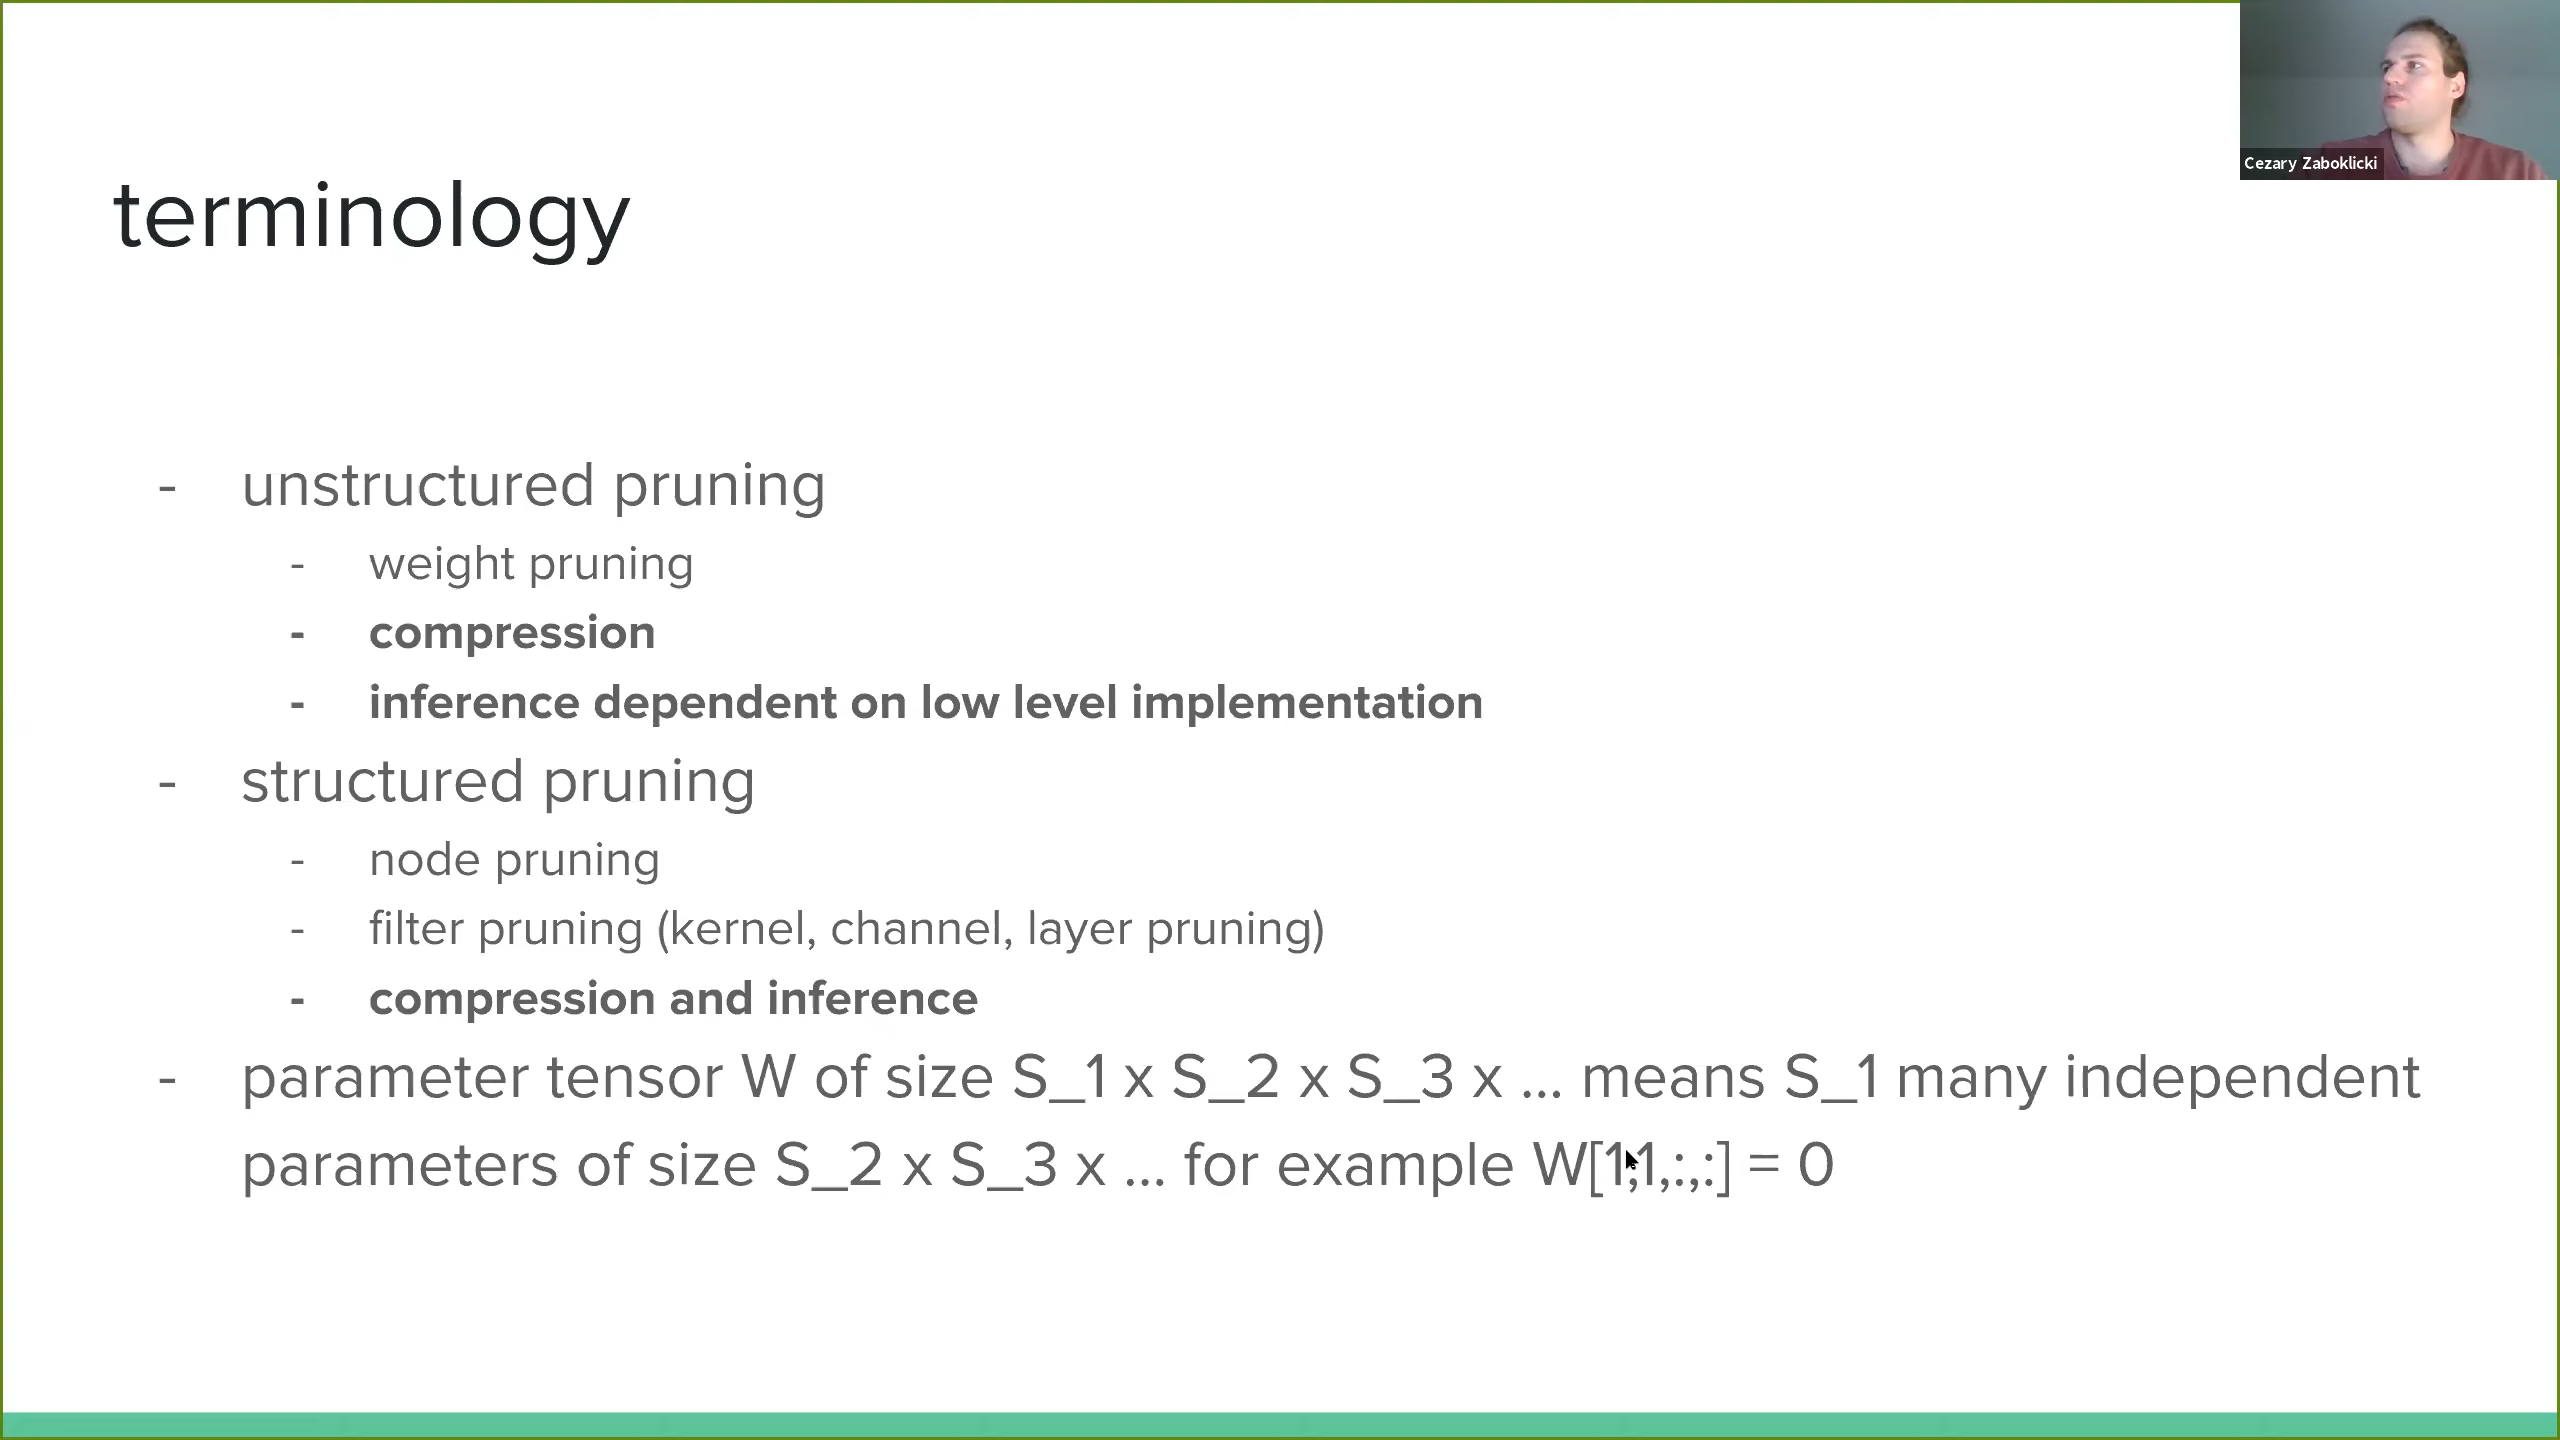 Cezary Zaboklicki
terminology
- unstructured pruning
- weight pruning
- compression
- inference dependent on low level implementation
- structured pruning
- node pruning
- filter pruning (kernel, channel, layer pruning)
- compression and inference
- parameter tensor W of size S_1 x S_2 x S_3 x ... means S_1 many independent
parameters of size S_2 x S_3 x ... for example W[1,1,:,:] = 0